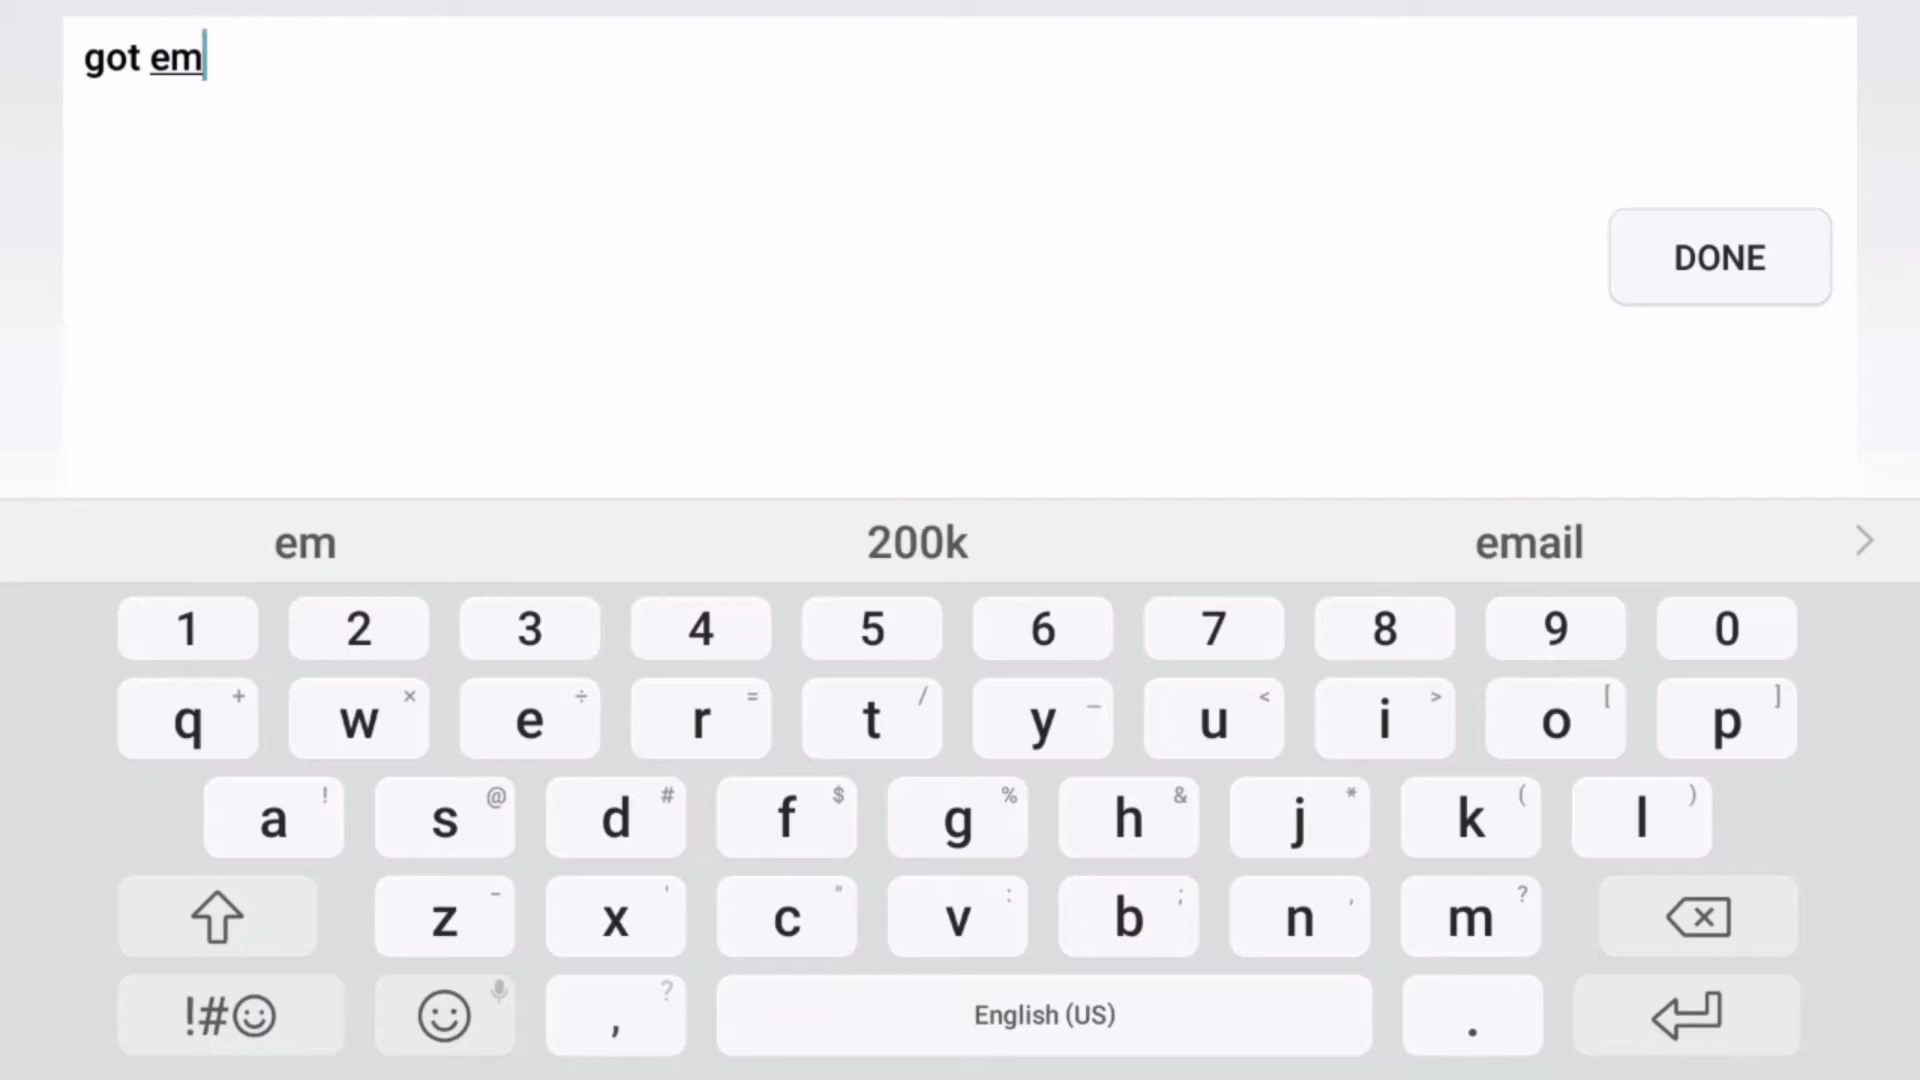 got em
DONE
em 200k email >
1 2 3 4 5 6 7 8 9 0
q + w × e ÷ r = t / y _ u < i > o [ p ]
a ! s @ d # f $ g % h & j * k ( l )
z - x ' c " v : b ; n , m ?
!#☺ , ? English (US) .